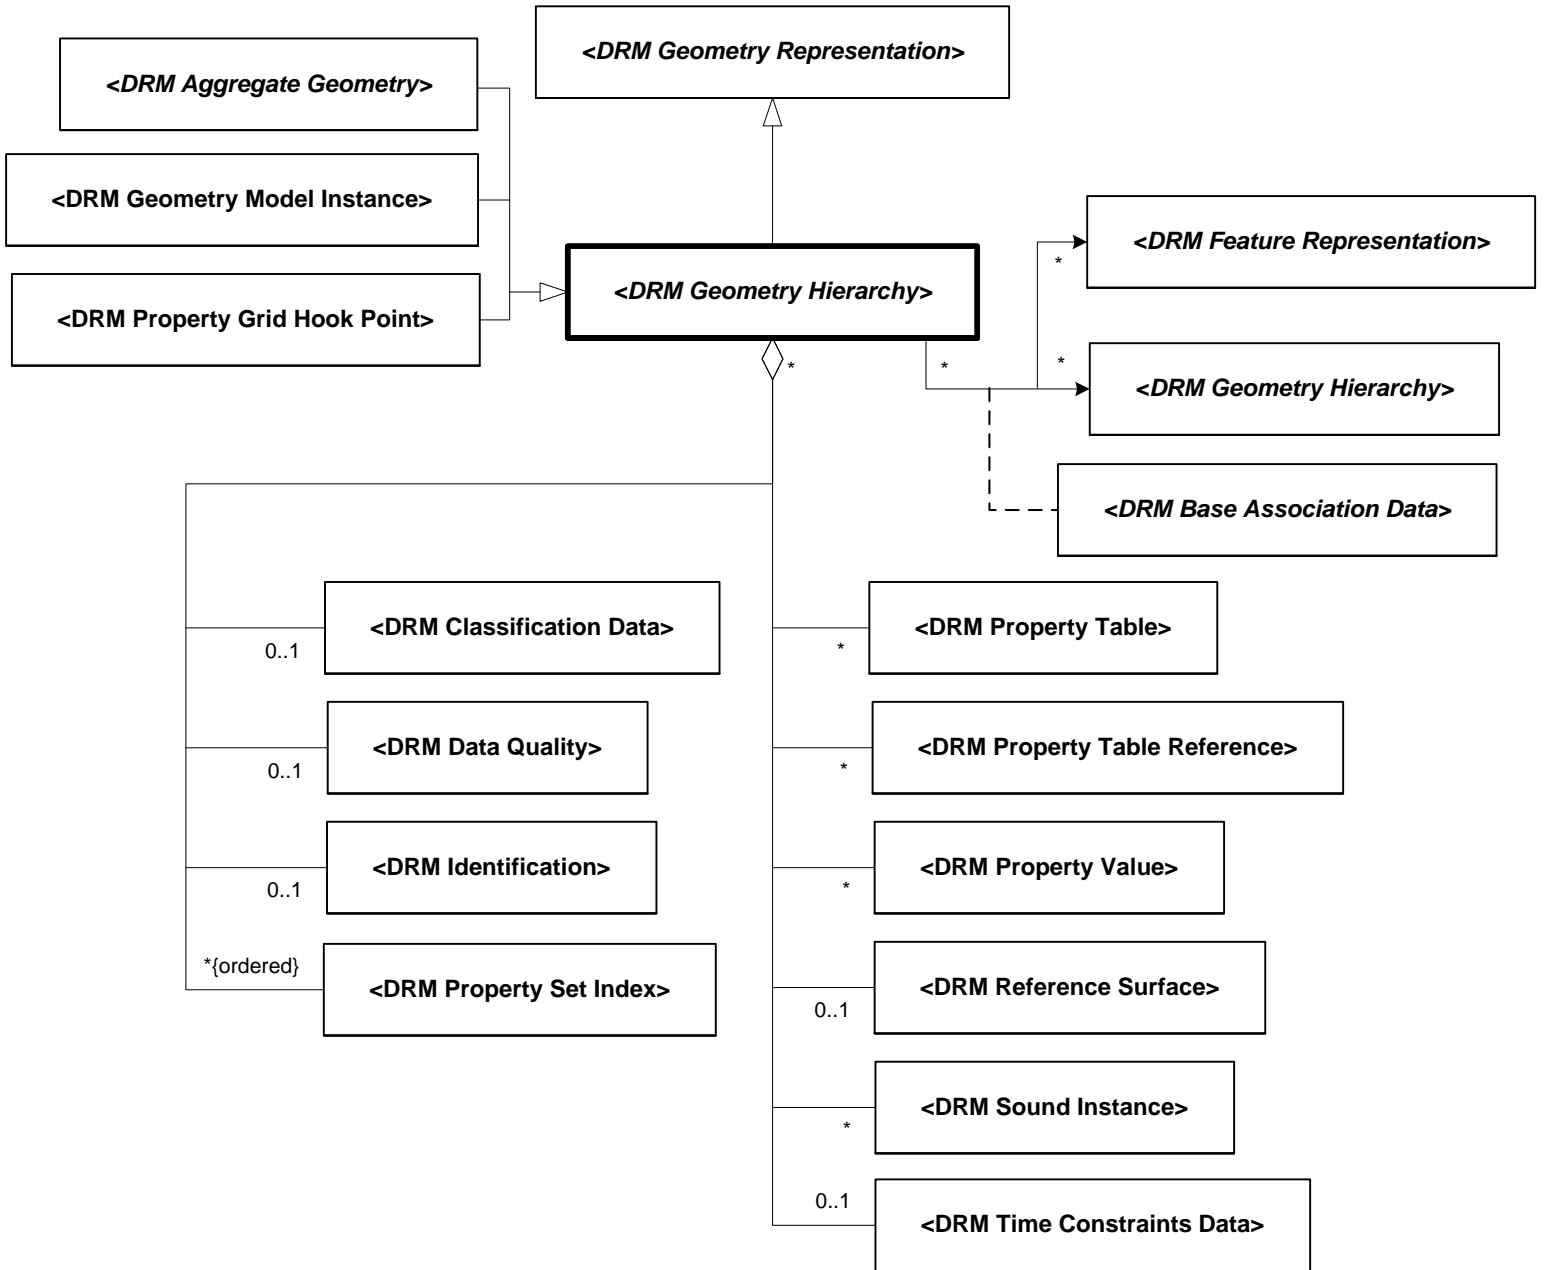 <DRM Geometry Representation>
<DRM Aggregate Geometry>
<DRM Geometry Model Instance>
<DRM Property Grid Hook Point>
<DRM Geometry Hierarchy>
<DRM Feature Representation>
*
*
*
*
<DRM Geometry Hierarchy>
<DRM Base Association Data>
<DRM Classification Data>
0..1
<DRM Data Quality>
0..1
<DRM Identification>
0..1
*{ordered}
<DRM Property Set Index>
<DRM Property Table>
*
<DRM Property Table Reference>
*
<DRM Property Value>
*
<DRM Reference Surface>
0..1
<DRM Sound Instance>
*
0..1
<DRM Time Constraints Data>